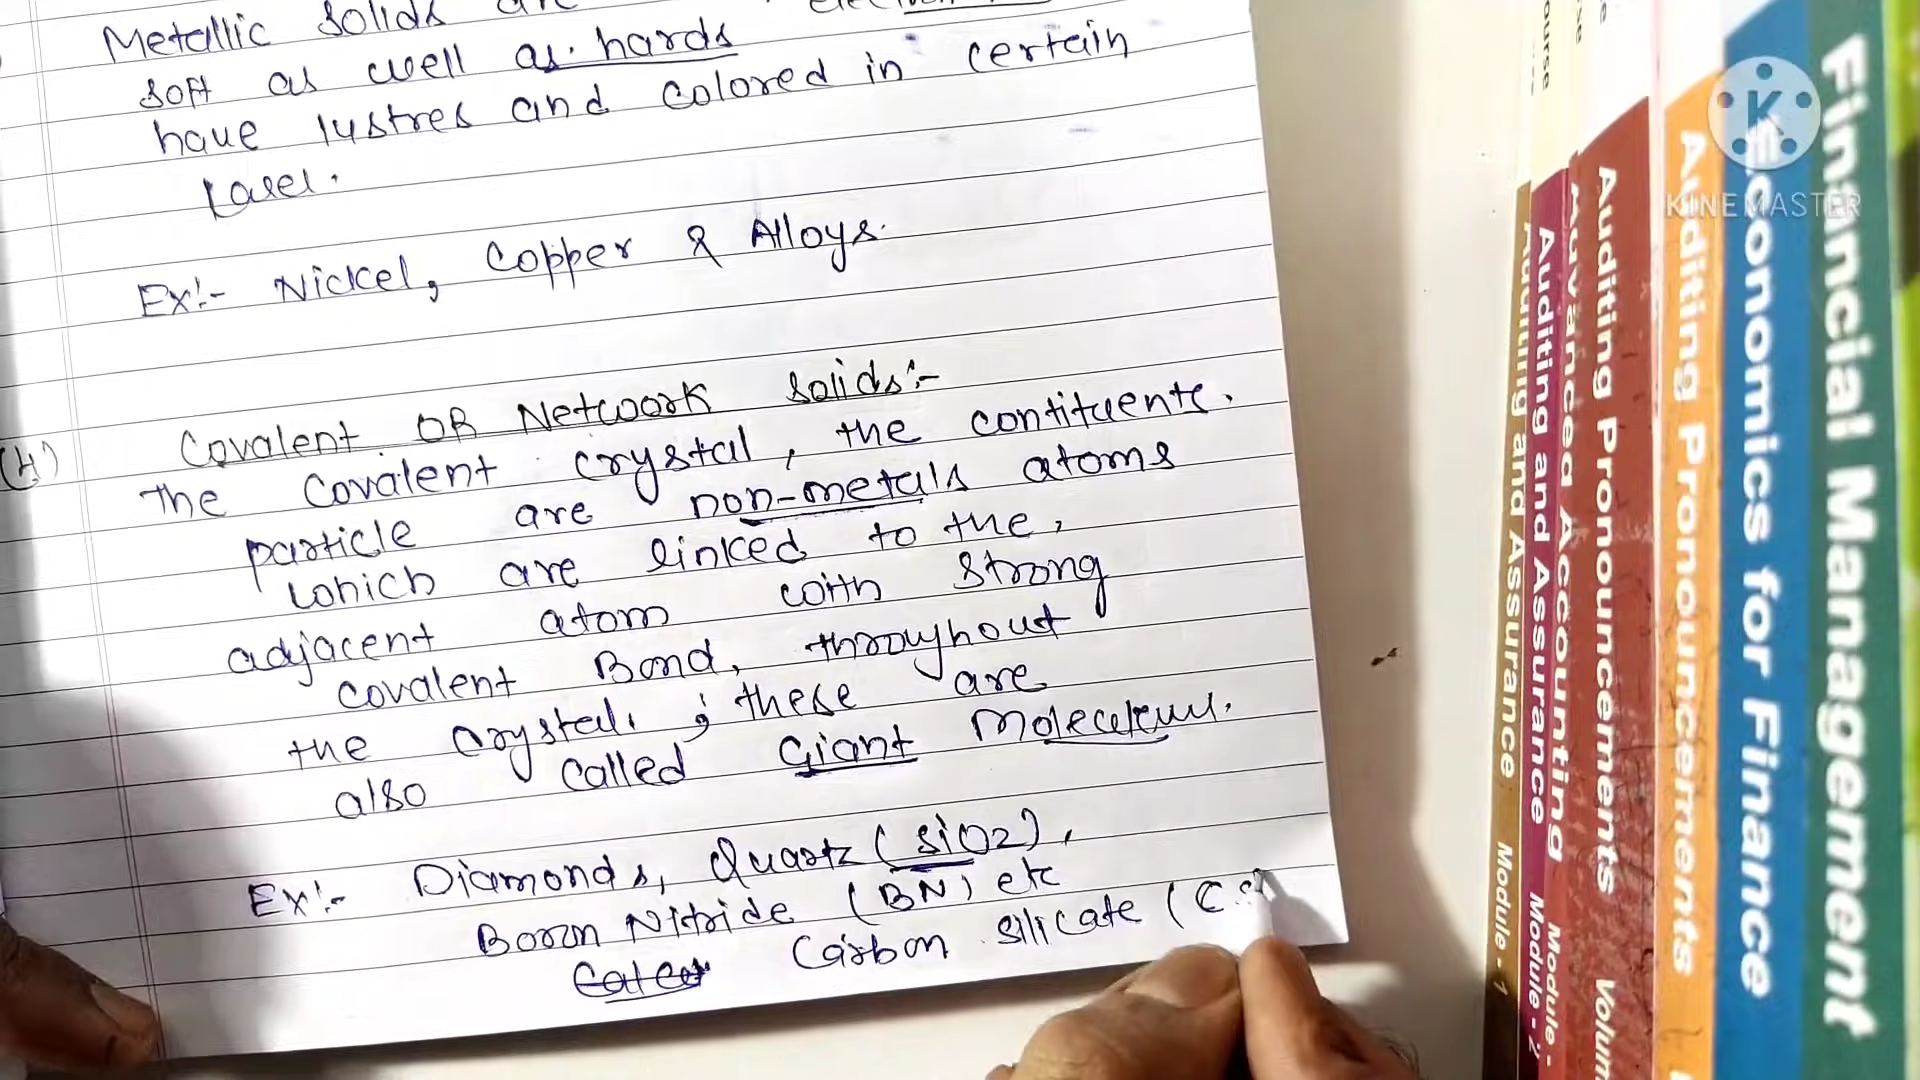 Metallic solids are
soft as well as hards
have lustres and colored in certain
Ex:- Nickel, Copper & Alloys.
(4) Covalent OR Network solids:-
The Covalent crystal, the contituents.
particle are non-metals atoms
which are linked to the,
adjacent atom with strong
covalent Bond, throughout
the crystal, ; these are
also called Giant
Ex:- Diamonds, Quartz (SiO2),
Boron Nitride (BN) etc
Carbon silicate (C
KINEMASTER
K
Financial Management
Economics for Finance
Auditing Pronouncements
Auditing Pronouncements Volum
Advanced Accounting Module -
Auditing and Assurance Module - 2
Auditing and Assurance Module - 1
ourse